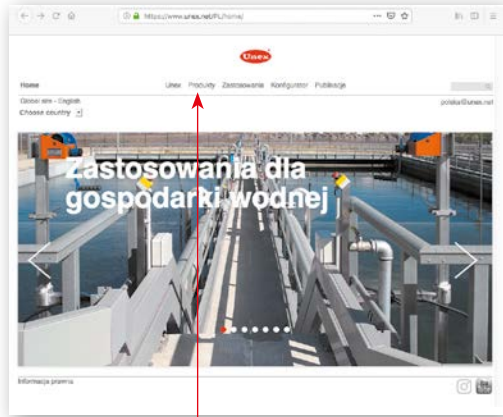 https://www.unex.net/PL/home/
Unex
Home
Unex Produkty Zastosowania Konfigurator Publikacje
Global site - English
polska@unex.net
Choose country
Zastosowania dla
gospodarki wodnej
Informacja prawna